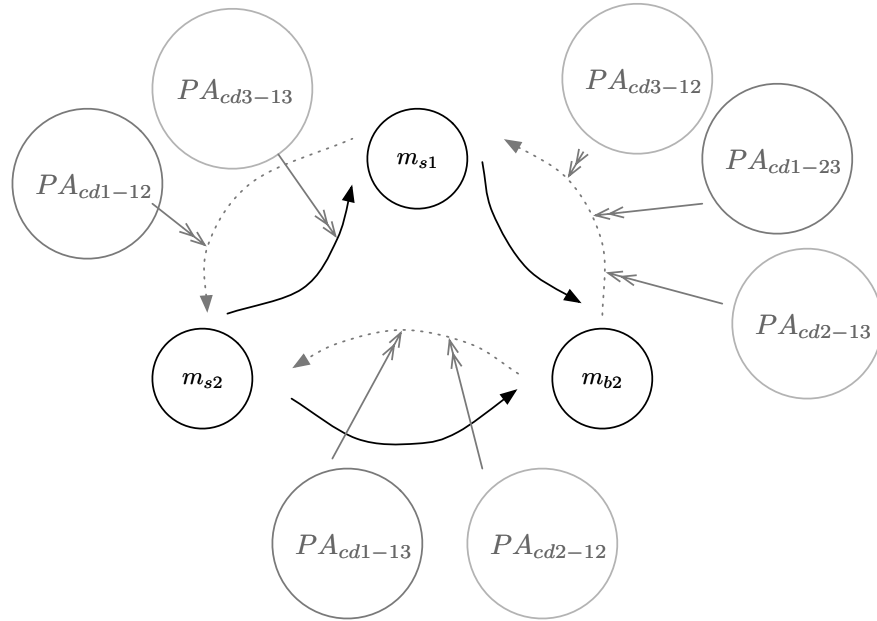 PA_{cd3−13}
PA_{cd3−12}
m_{s1}
PA_{cd1−12}
PA_{cd1−23}
PA_{cd2−13}
m_{s2}
m_{b2}
PA_{cd1−13}
PA_{cd2−12}